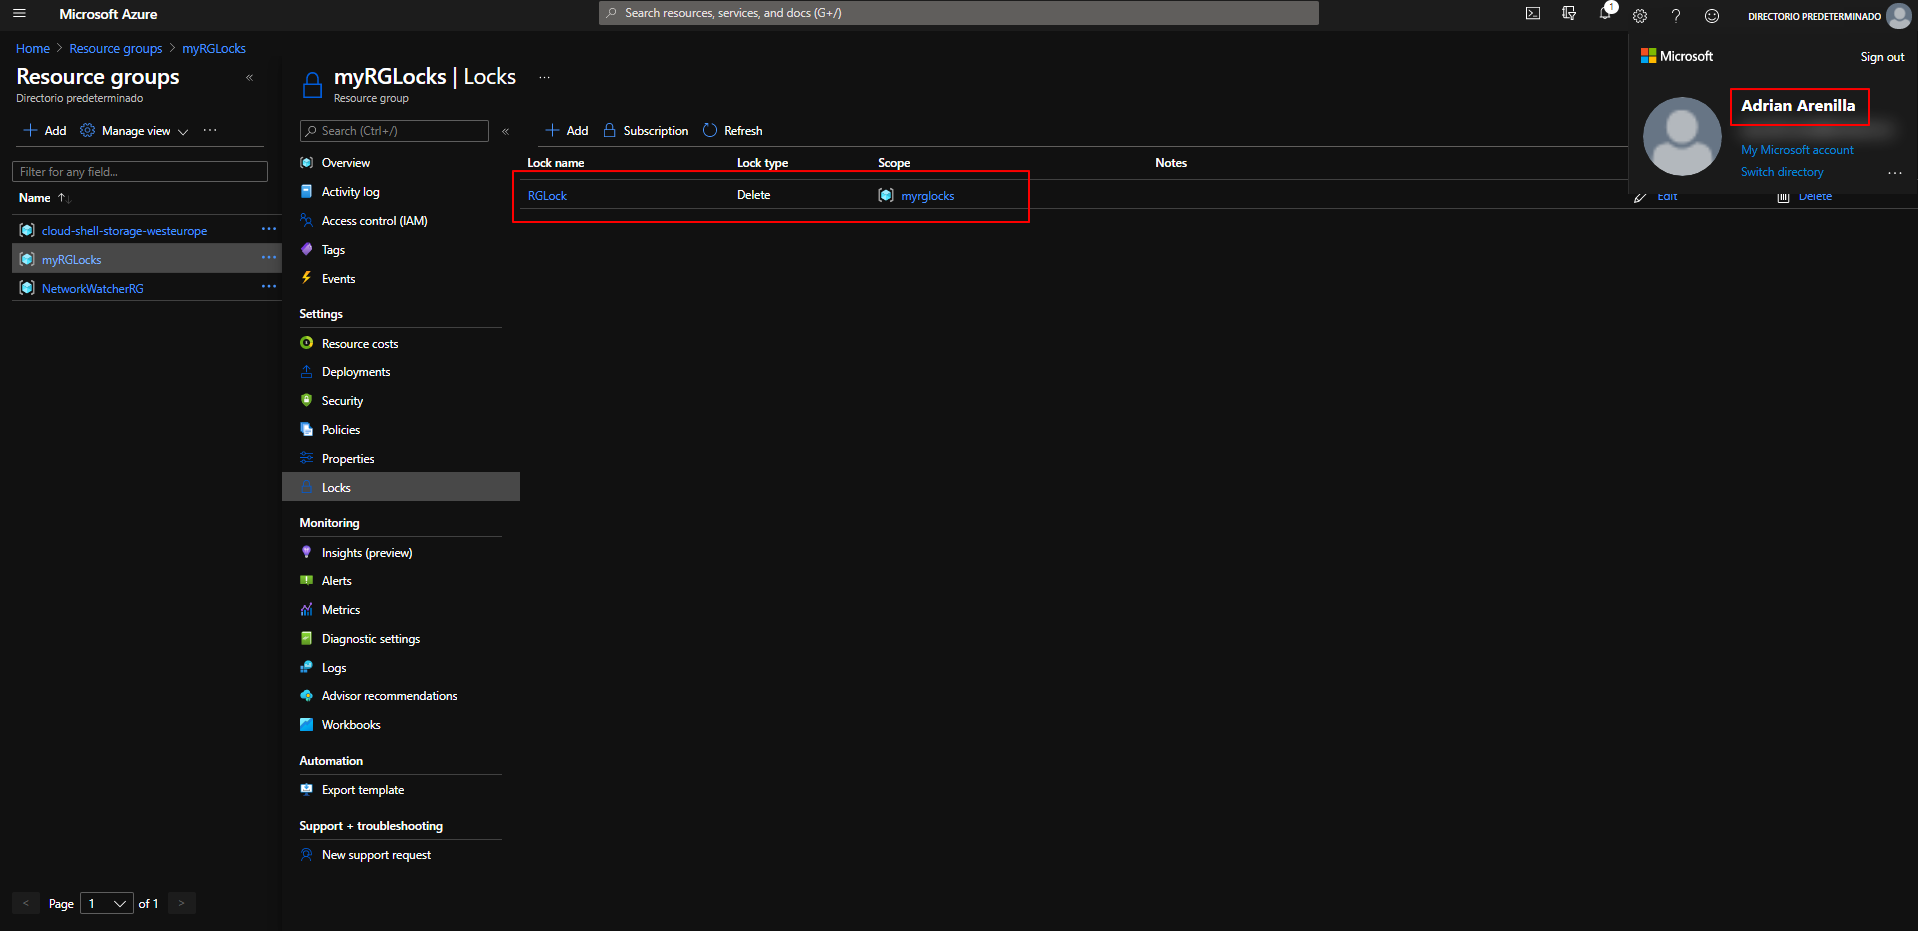 Microsoft Azure
Search resources, services, and docs (G+/)
1
DIRECTORIO PREDETERMINADO
Home > Resource groups > myRGLocks
Resource groups
«
Directorio predeterminado
Add
Manage view
...
Filter for any field...
Name
cloud-shell-storage-westeurope
...
myRGLocks
...
NetworkWatcherRG
...
< Page 1 of 1 >
myRGLocks | Locks
...
Resource group
Search (Ctrl+/)
«
Overview
Activity log
Access control (IAM)
Tags
Events
Settings
Resource costs
Deployments
Security
Policies
Properties
Locks
Monitoring
Insights (preview)
Alerts
Metrics
Diagnostic settings
Logs
Advisor recommendations
Workbooks
Automation
Export template
Support + troubleshooting
New support request
Add
Subscription
Refresh
Lock name Lock type Scope Notes
RGLock Delete myrglocks Edit Delete
Microsoft
Sign out
Adrian Arenilla
My Microsoft account
Switch directory
...